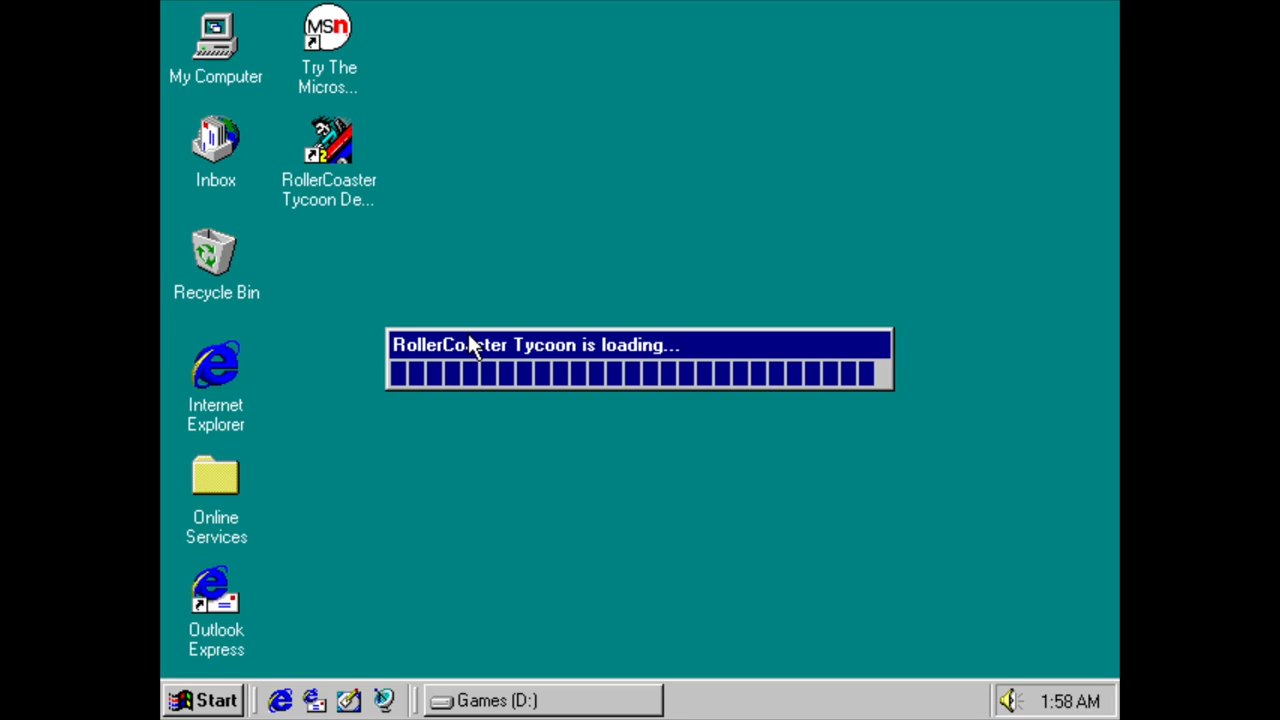 My Computer
MSn
Try The
Micros...
Inbox
RollerCoaster
Tycoon De...
Recycle Bin
RollerCoaster Tycoon is loading...
Internet
Explorer
Online
Services
Outlook
Express
Start
Games (D:)
1:58 AM